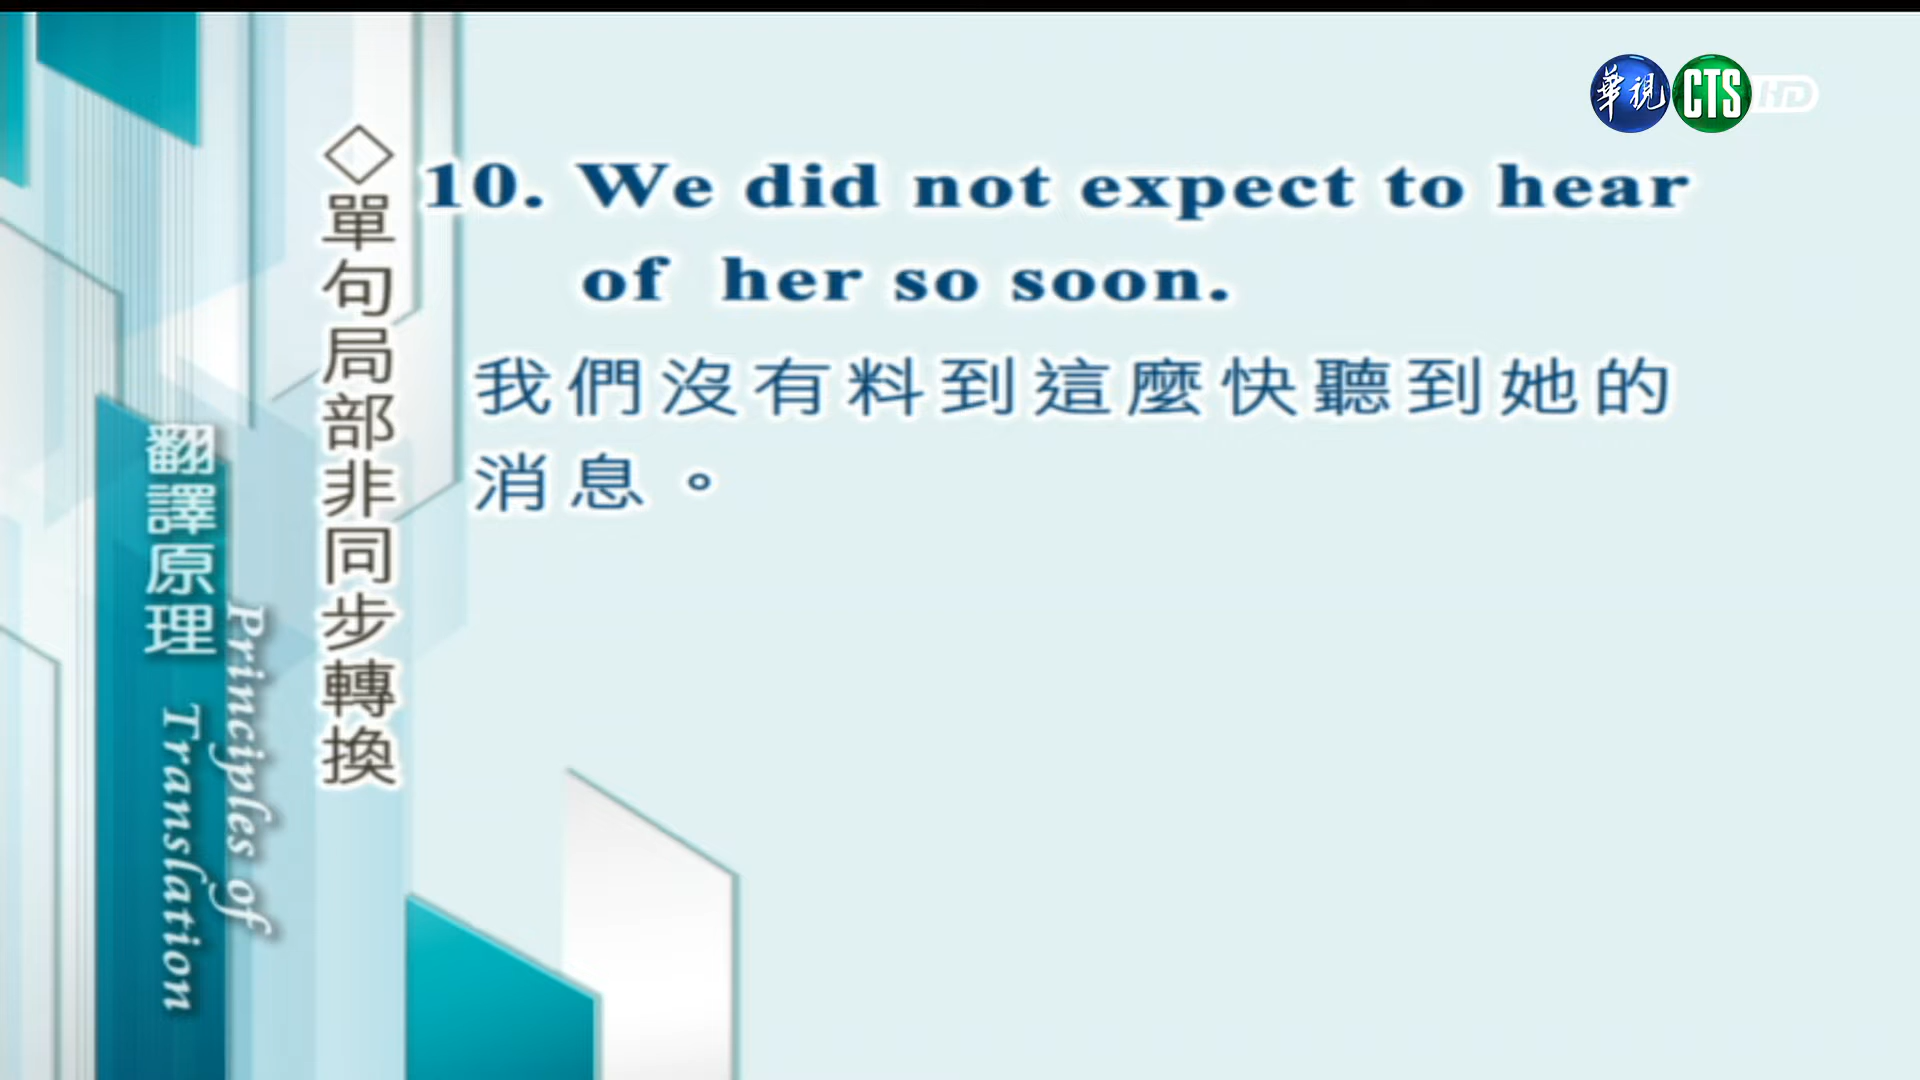 華視 CTS HD
◇單句局部非同步轉換
10. We did not expect to hear
of her so soon.
我們沒有料到這麼快聽到她的
消息。
翻譯原理
Principles of
Translation